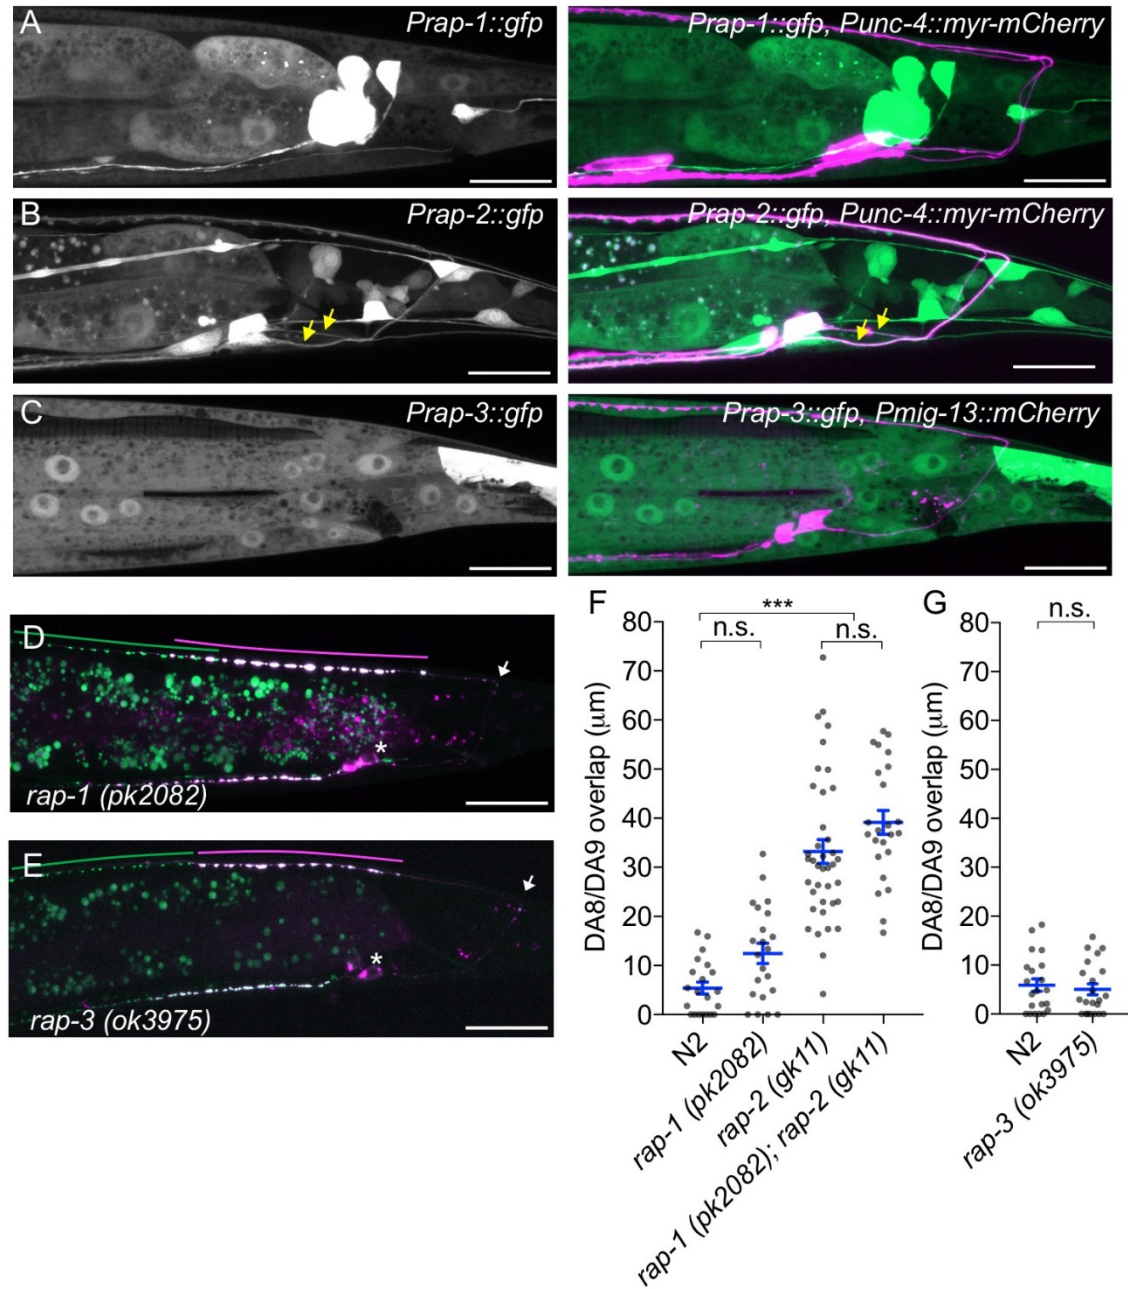 A
Prap-1::gfp
Prap-1::gfp, Punc-4::myr-mCherry
B
Prap-2::gfp
Prap-2::gfp, Punc-4::myr-mCherry
C
Prap-3::gfp
Prap-3::gfp, Pmig-13::mCherry
D
*
rap-1 (pk2082)
E
*
rap-3 (ok3975)
F
***
n.s.
n.s.
DA8/DA9 overlap (μm)
80
70
60
50
40
30
20
10
0
N2
rap-1 (pk2082)
rap-2 (gk11)
rap-1 (pk2082); rap-2 (gk11)
G
n.s.
DA8/DA9 overlap (μm)
80
70
60
50
40
30
20
10
0
N2
rap-3 (ok3975)